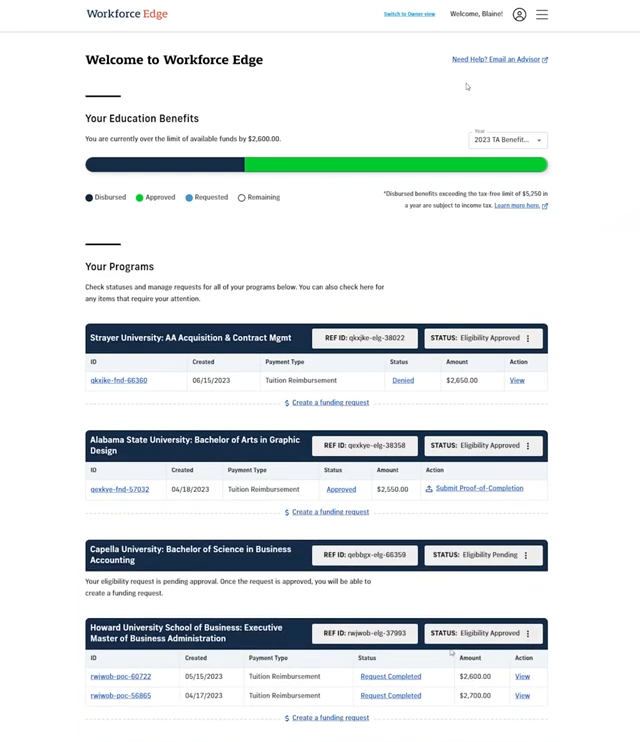 Workforce Edge
Switch to Owner view
Welcome, Blaine!
Welcome to Workforce Edge
Need Help? Email an Advisor
Your Education Benefits
You are currently over the limit of available funds by $2,600.00.
Year
2023 TA Benefit...
Disbursed
Approved
Requested
Remaining
*Disbursed benefits exceeding the tax-free limit of $5,250 in
a year are subject to income tax. Learn more here.
Your Programs
Check statuses and manage requests for all of your programs below. You can also check here for
any items that require your attention.
Strayer University: AA Acquisition & Contract Mgmt
REF ID: qkxjke-elg-38022
STATUS: Eligibility Approved
ID Created Payment Type Status Amount Action
qkxjke-fnd-66360 06/15/2023 Tuition Reimbursement Denied $2,650.00 View
$ Create a funding request
Alabama State University: Bachelor of Arts in Graphic
Design
REF ID: qexkye-elg-38358
STATUS: Eligibility Approved
ID Created Payment Type Status Amount Action
qexkye-fnd-57032 04/18/2023 Tuition Reimbursement Approved $2,550.00 Submit Proof-of-Completion
$ Create a funding request
Capella University: Bachelor of Science in Business
Accounting
REF ID: qebbgx-elg-66359
STATUS: Eligibility Pending
Your eligibility request is pending approval. Once the request is approved, you will be able to
create a funding request.
Howard University School of Business: Executive
Master of Business Administration
REF ID: rwjwob-elg-37993
STATUS: Eligibility Approved
ID Created Payment Type Status Amount Action
rwjwob-poc-60722 05/15/2023 Tuition Reimbursement Request Completed $2,600.00 View
rwjwob-poc-56865 04/17/2023 Tuition Reimbursement Request Completed $2,700.00 View
$ Create a funding request